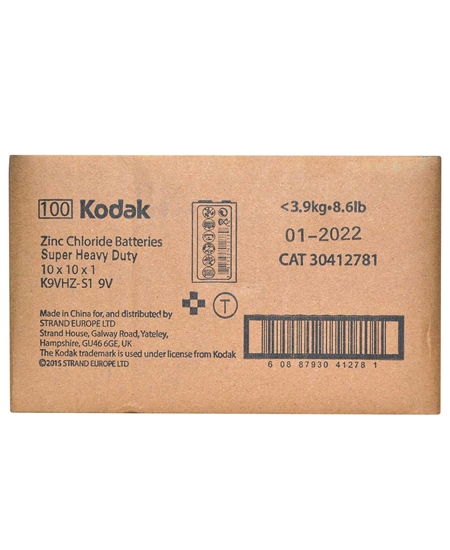 100 Kodak
Zinc Chloride Batteries
Super Heavy Duty
10 x 10 x 1
K9VHZ-S1 9V
<3.9kg•8.6lb
01-2022
CAT 30412781
T
Made in China for, and distributed by
STRAND EUROPE LTD
Strand House, Galway Road, Yateley,
Hampshire, GU46 6GE, UK
The Kodak trademark is used under license from Kodak
©2015 STRAND EUROPE LTD
6 08 87930 41278 1